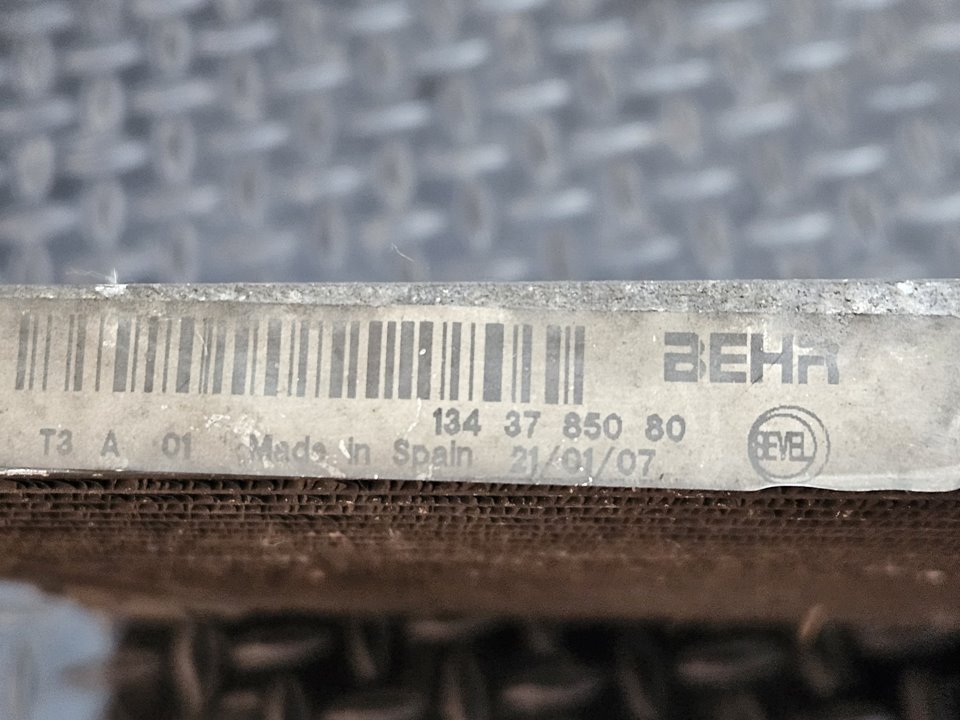 BEHR
134 37 850 80
T3 A 01 Made in Spain 21/01/07
BEVEL